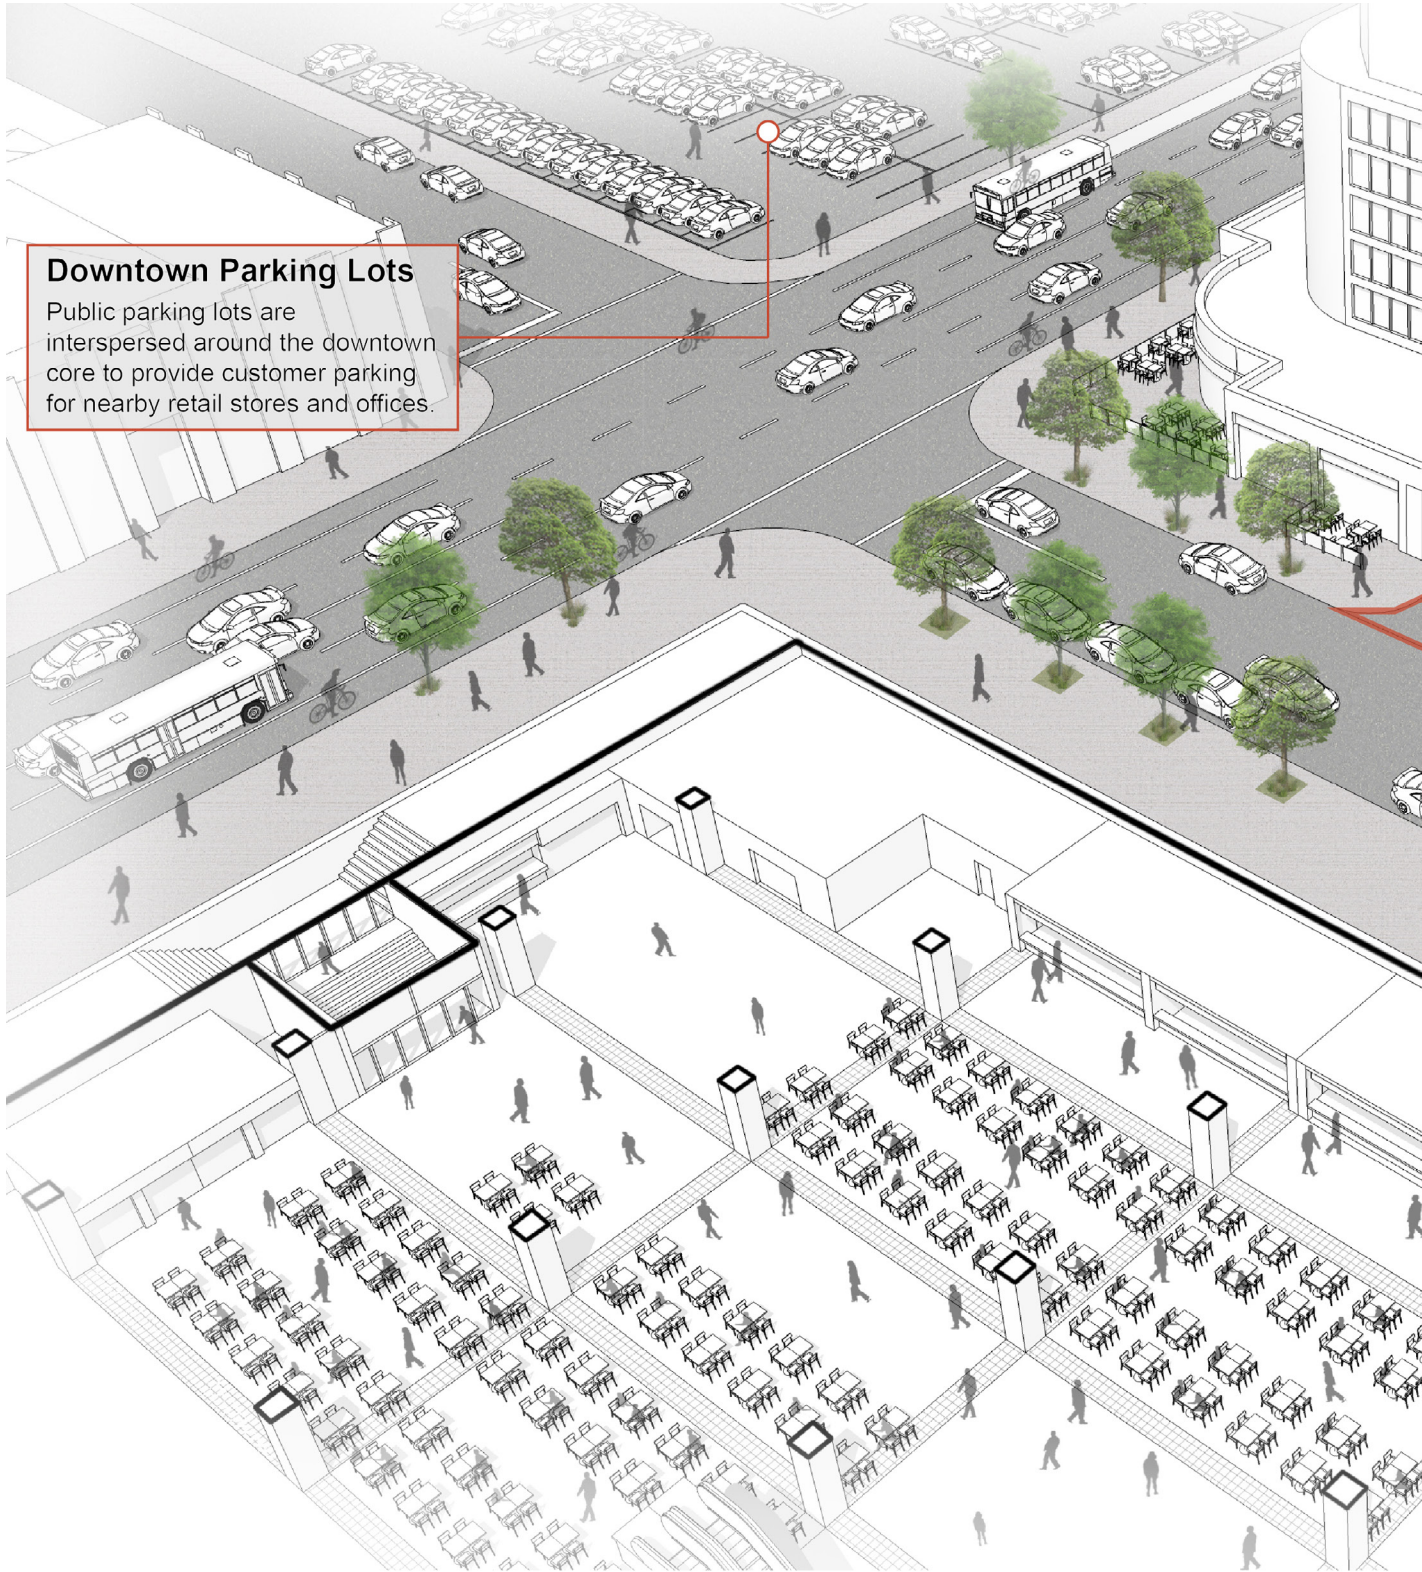 Downtown Parking Lots
Public parking lots are
interspersed around the downtown
core to provide customer parking
for nearby retail stores and offices.